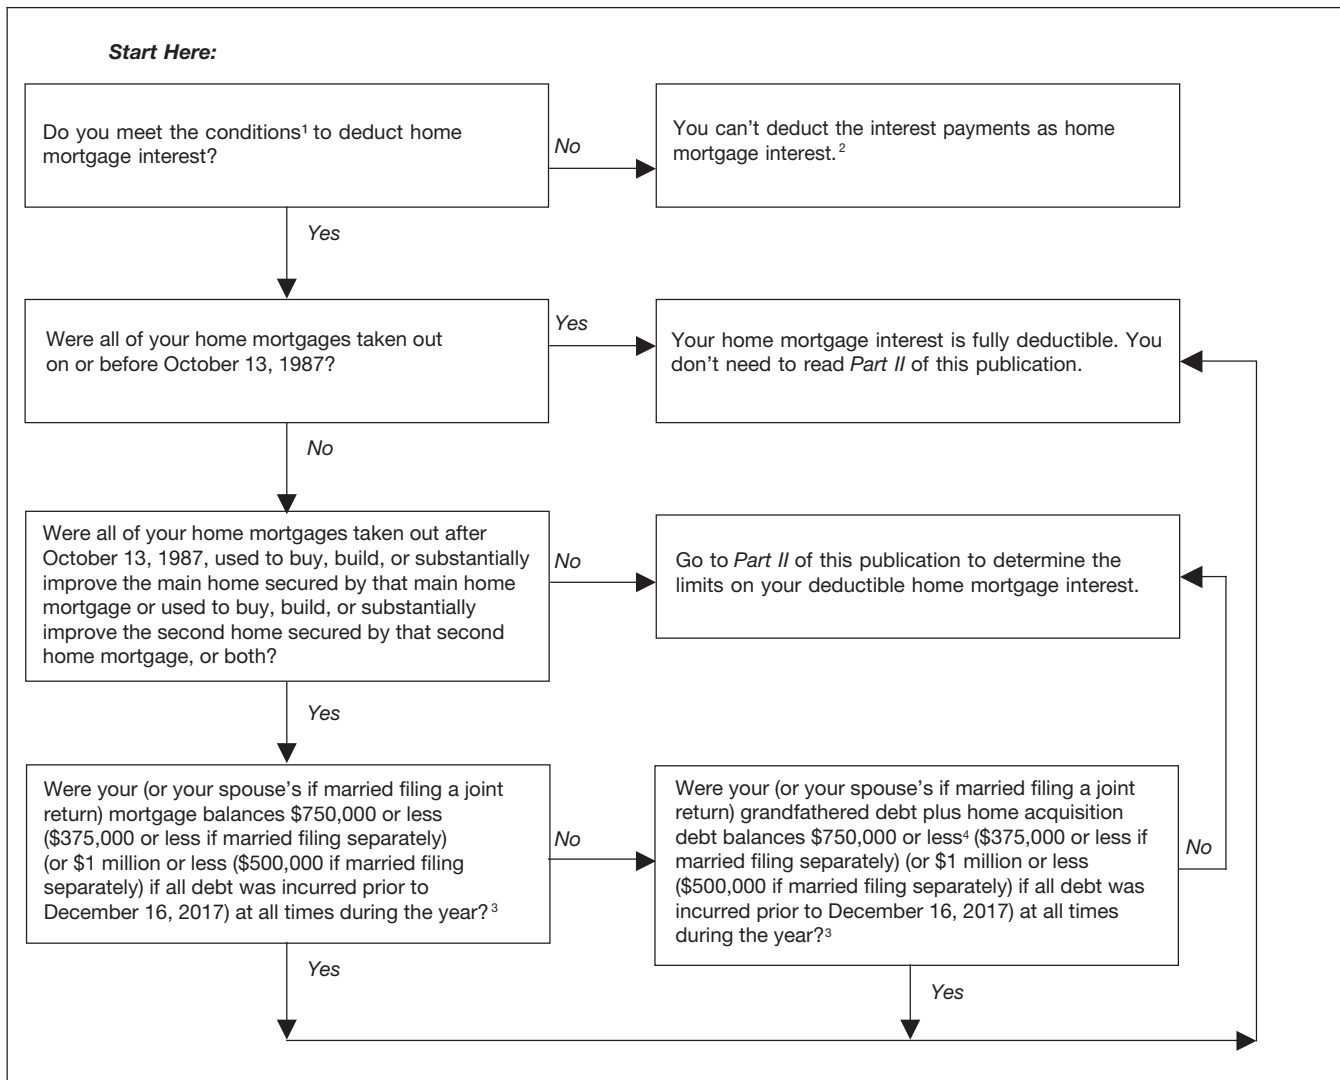 Start Here:
Do you meet the conditions¹ to deduct home
mortgage interest?
No
You can't deduct the interest payments as home
mortgage interest.²
Yes
Were all of your home mortgages taken out
on or before October 13, 1987?
Yes
Your home mortgage interest is fully deductible. You
don't need to read Part II of this publication.
No
Were all of your home mortgages taken out after
October 13, 1987, used to buy, build, or substantially
improve the main home secured by that main home
mortgage or used to buy, build, or substantially
improve the second home secured by that second
home mortgage, or both?
No
Go to Part II of this publication to determine the
limits on your deductible home mortgage interest.
Yes
Were your (or your spouse's if married filing a joint
return) mortgage balances $750,000 or less
($375,000 or less if married filing separately)
(or $1 million or less ($500,000 if married filing
separately) if all debt was incurred prior to
December 16, 2017) at all times during the year?³
No
Were your (or your spouse's if married filing a joint
return) grandfathered debt plus home acquisition
debt balances $750,000 or less⁴ ($375,000 or less if
married filing separately) (or $1 million or less
($500,000 if married filing separately) if all debt was
incurred prior to December 16, 2017) at all times
during the year?³
No
Yes
Yes